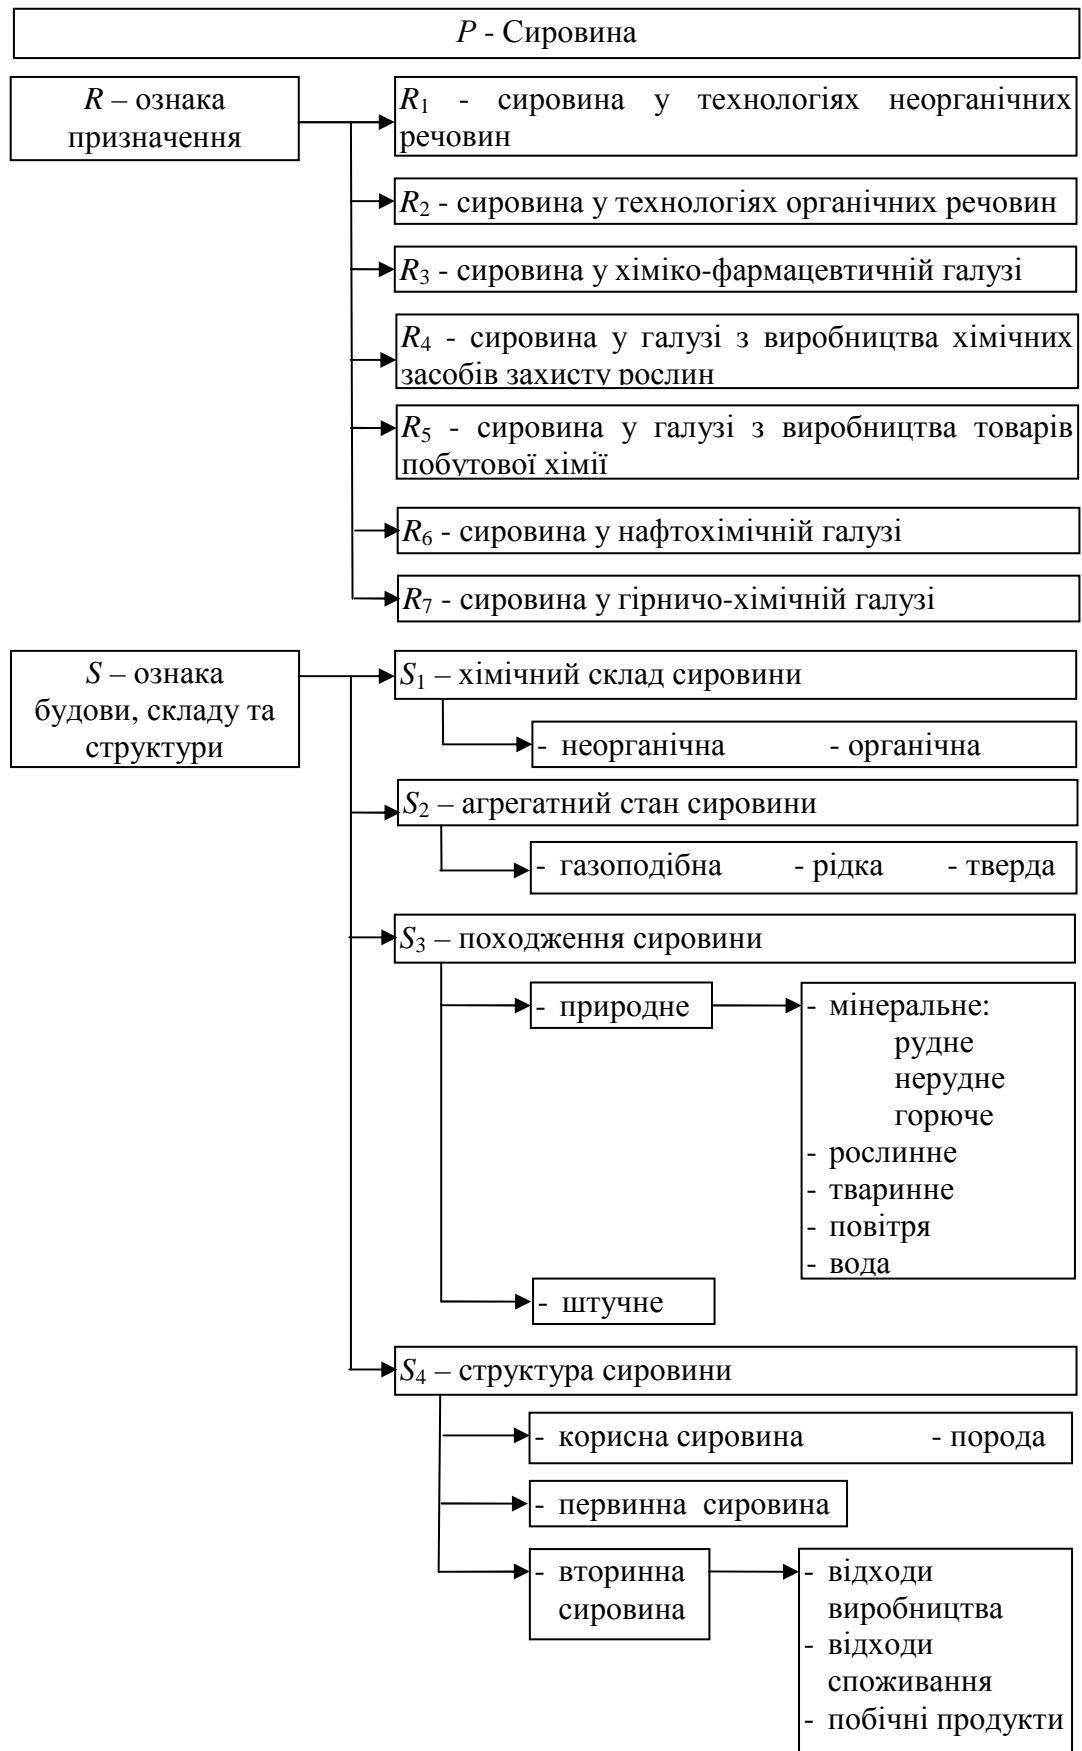 P - Сировина
R – ознака
призначення
R1 - сировина у технологіях неорганічних
речовин
R2 - сировина у технологіях органічних речовин
R3 - сировина у хіміко-фармацевтичній галузі
R4 - сировина у галузі з виробництва хімічних
засобів захисту рослин
R5 - сировина у галузі з виробництва товарів
побутової хімії
R6 - сировина у нафтохімічній галузі
R7 - сировина у гірничо-хімічній галузі
S – ознака
будови, складу та
структури
S1 – хімічний склад сировини
- неорганічна - органічна
S2 – агрегатний стан сировини
- газоподібна - рідка - тверда
S3 – походження сировини
- природне
- мінеральне:
рудне
нерудне
горюче
- рослинне
- тваринне
- повітря
- вода
- штучне
S4 – структура сировини
- корисна сировина - порода
- первинна сировина
- вторинна
сировина
- відходи
виробництва
- відходи
споживання
- побічні продукти